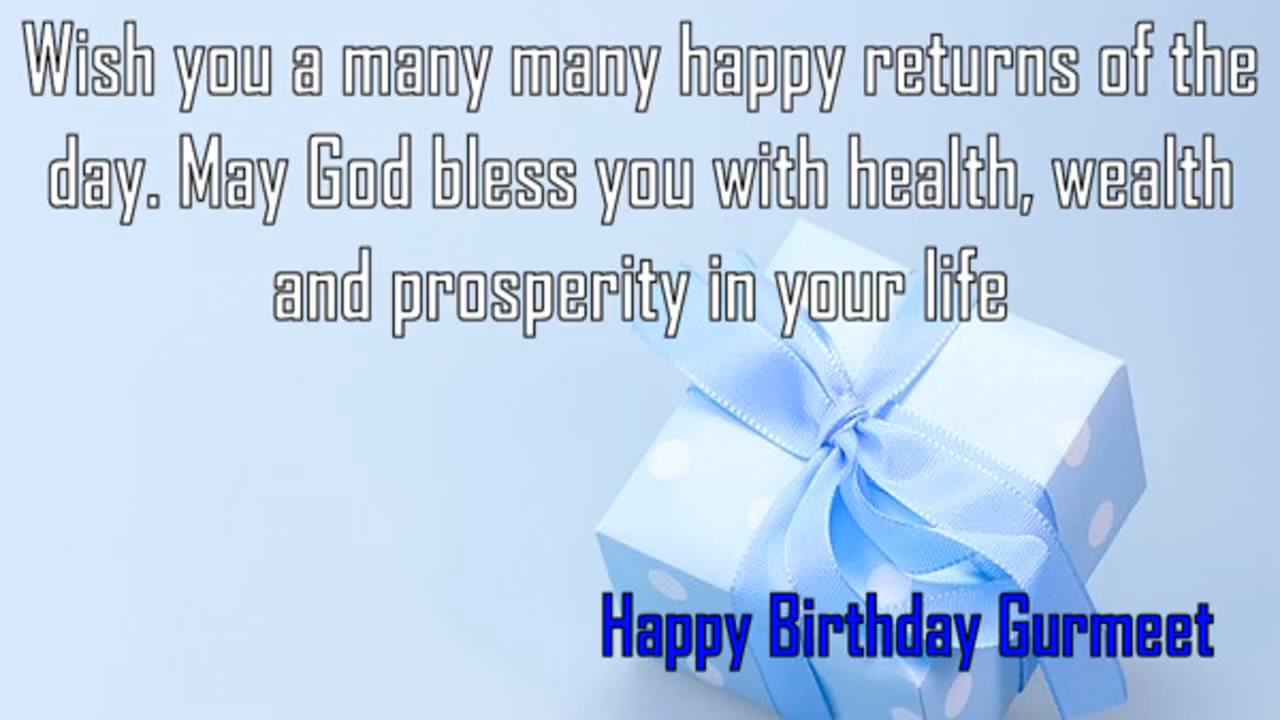 Wish you a many many happy returns of the
day. May God bless you with health, wealth
and prosperity in your life
Happy Birthday Gurmeet